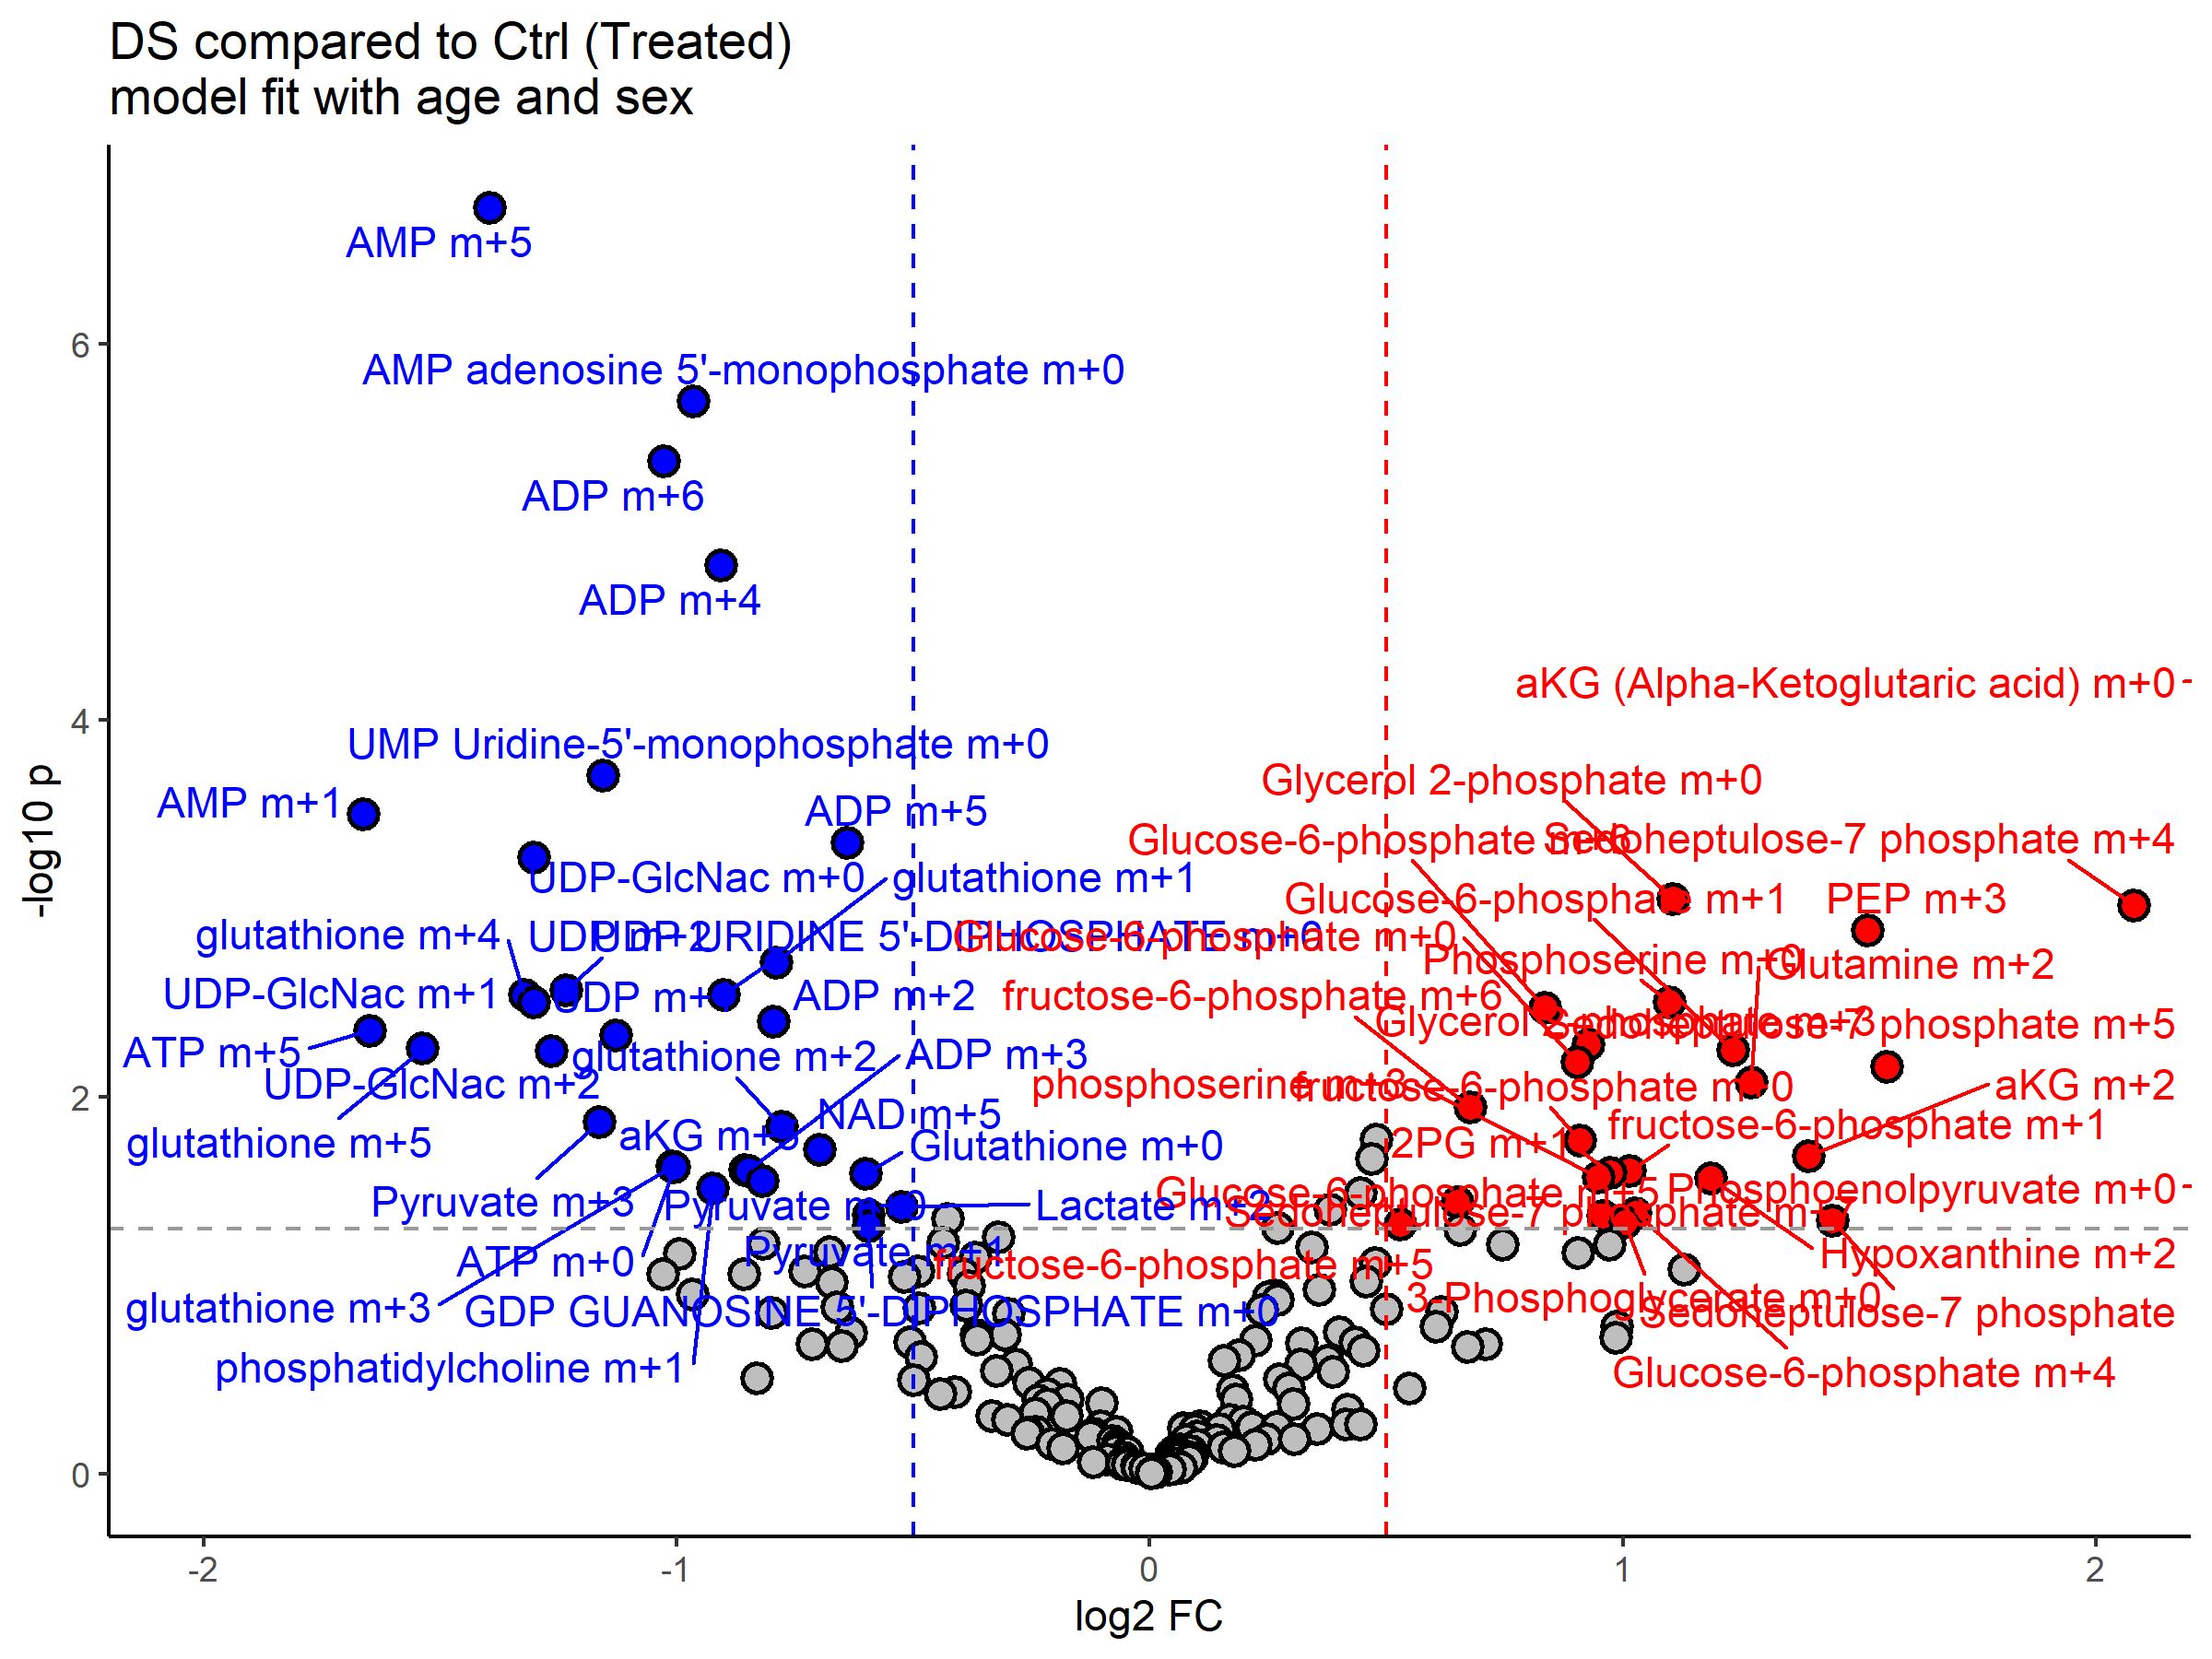 DS compared to Ctrl (Treated)
model fit with age and sex
AMP m+5
6
AMP adenosine 5'-monophosphate m+0
ADP m+6
ADP m+4
aKG (Alpha-Ketoglutaric acid) m+0
4
UMP Uridine-5'-monophosphate m+0
Glycerol 2-phosphate m+0
AMP m+1
ADP m+5
Glucose-6-phosphate m+6
Sedoheptulose-7 phosphate m+4
-log10 p
UDP-GlcNac m+0
glutathione m+1
Glucose-6-phosphate m+1
PEP m+3
glutathione m+4
UDP m+2
UDP URIDINE 5'-DIPHOSPHATE m+0
Glucose-6-phosphate m+0
Phosphoserine m+0
Glutamine m+2
UDP-GlcNac m+1
ADP m+2
fructose-6-phosphate m+6
Glycerol 2-phosphate m+3
Sedoheptulose-7 phosphate m+5
ATP m+5
glutathione m+2
ADP m+3
UDP-GlcNac m+2
phosphoserine m+3
fructose-6-phosphate m+0
aKG m+2
2
glutathione m+5
aKG m+
NAD m+5
fructose-6-phosphate m+1
2PG m+1
Glutathione m+0
Pyruvate m+3
Pyruvate m+0
Lactate m+2
Glucose-6-phosphate m+5
Phosphoenolpyruvate m+0
Sedoheptulose-7 phosphate m+7
ATP m+0
Pyruvate m+1
fructose-6-phosphate m+5
Hypoxanthine m+2
glutathione m+3
GDP GUANOSINE 5'-DIPHOSPHATE m+0
3-Phosphoglycerate m+0
Sedoheptulose-7 phosphate
phosphatidylcholine m+1
Glucose-6-phosphate m+4
0
-2
-1
0
1
2
log2 FC